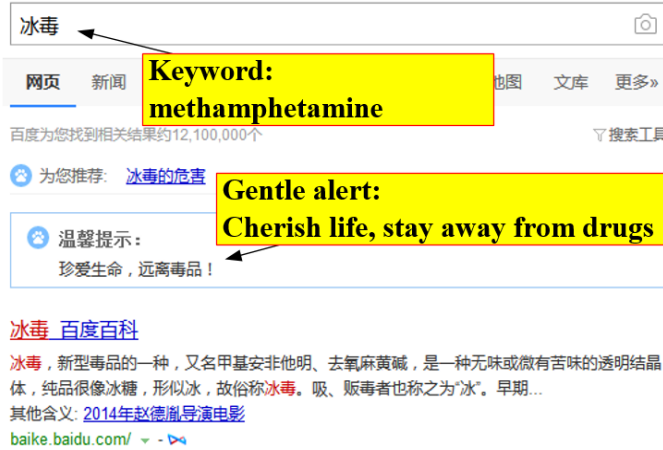 冰毒
Keyword:
methamphetamine
网页 新闻 地图 文库 更多»
百度为您找到相关结果约12,100,000个 搜索工具
为您推荐: 冰毒的危害
Gentle alert:
Cherish life, stay away from drugs
温馨提示：
珍爱生命，远离毒品！
冰毒_百度百科
冰毒，新型毒品的一种，又名甲基安非他明、去氧麻黄碱，是一种无味或微有苦味的透明结晶
体，纯品很像冰糖，形似冰，故俗称冰毒。吸、贩毒者也称之为“冰”。早期...
其他含义: 2014年赵德胤导演电影
baike.baidu.com/ -